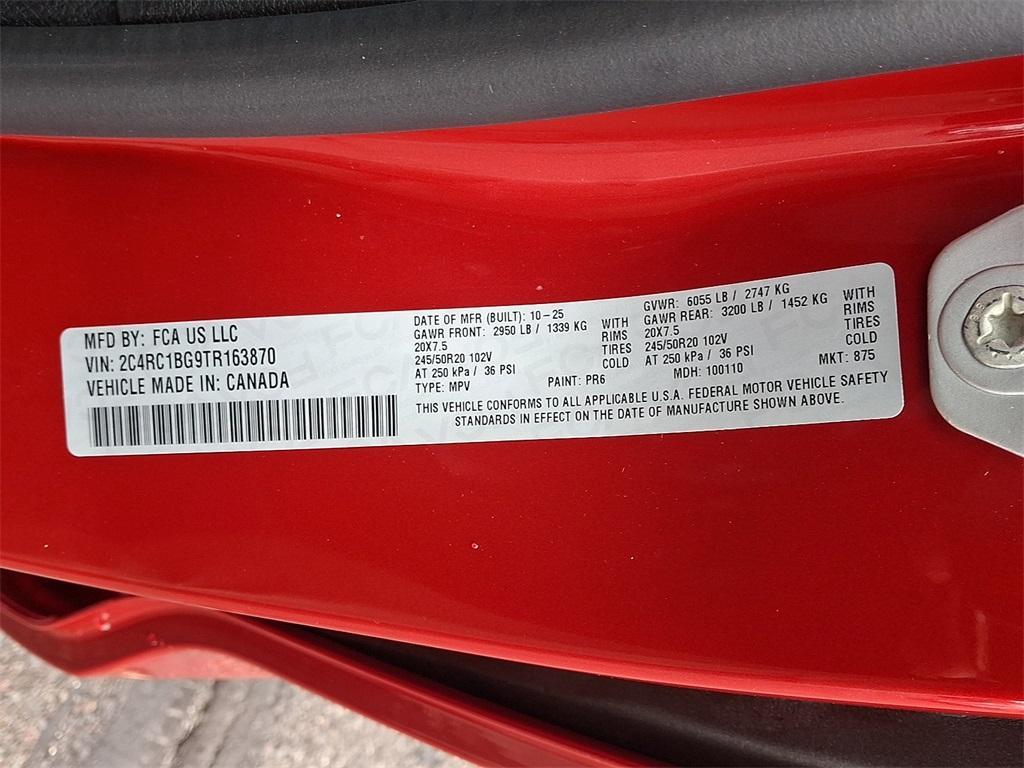 MFD BY: FCA US LLC
VIN: 2C4RC1BG9TR163870
VEHICLE MADE IN: CANADA
DATE OF MFR (BUILT): 10-25
GAWR FRONT: 2950 LB / 1339 KG WITH
20X7.5 RIMS
245/50R20 102V TIRES
AT 250 kPa / 36 PSI COLD
TYPE: MPV PAINT: PR6
GVWR: 6055 LB / 2747 KG
GAWR REAR: 3200 LB / 1452 KG WITH
20X7.5 RIMS
245/50R20 102V TIRES
AT 250 kPa / 36 PSI COLD
MDH: 100110 MKT: 875
THIS VEHICLE CONFORMS TO ALL APPLICABLE U.S.A. FEDERAL MOTOR VEHICLE SAFETY
STANDARDS IN EFFECT ON THE DATE OF MANUFACTURE SHOWN ABOVE.